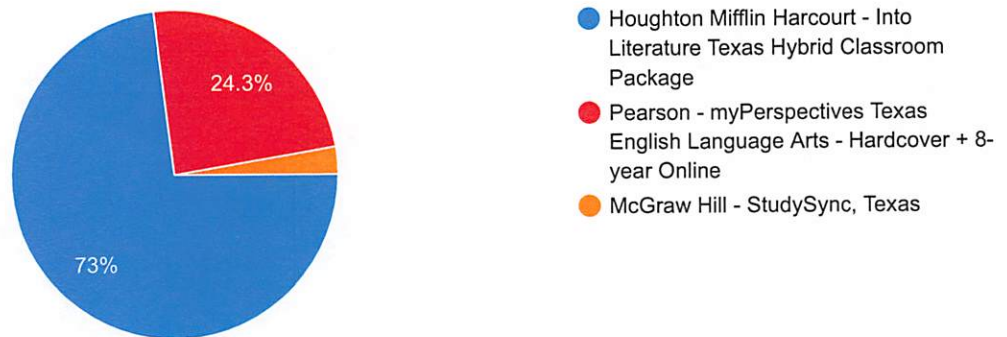 24.3%
73%
Houghton Mifflin Harcourt - Into
Literature Texas Hybrid Classroom
Package
Pearson - myPerspectives Texas
English Language Arts - Hardcover + 8-
year Online
McGraw Hill - StudySync, Texas